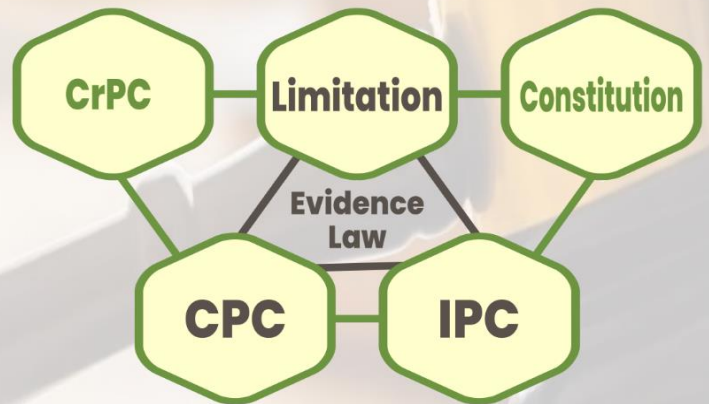 CrPC
Limitation
Constitution
Evidence
Law
CPC
IPC